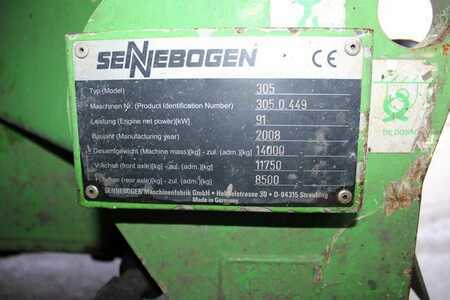 SENNEBOGEN CE
Typ (Model) 305
Maschinen Nr. (Product Identification Number) 305.0.449
Leistung (Engine net power)[kW] 91
Baujahr (Manufacturing year) 2008
Gesamtgewicht (Machine mass)[kg] - zul. (adm.)[kg] 14000
V-Achse (front axle)[kg] - zul. (adm.)[kg] 11750
(rear axle)[kg] - zul. (adm.)[kg] 8500
SENNEBOGEN Maschinenfabrik GmbH • Hebbelstrasse 30 • D-94315 Straubing
Made in Germany